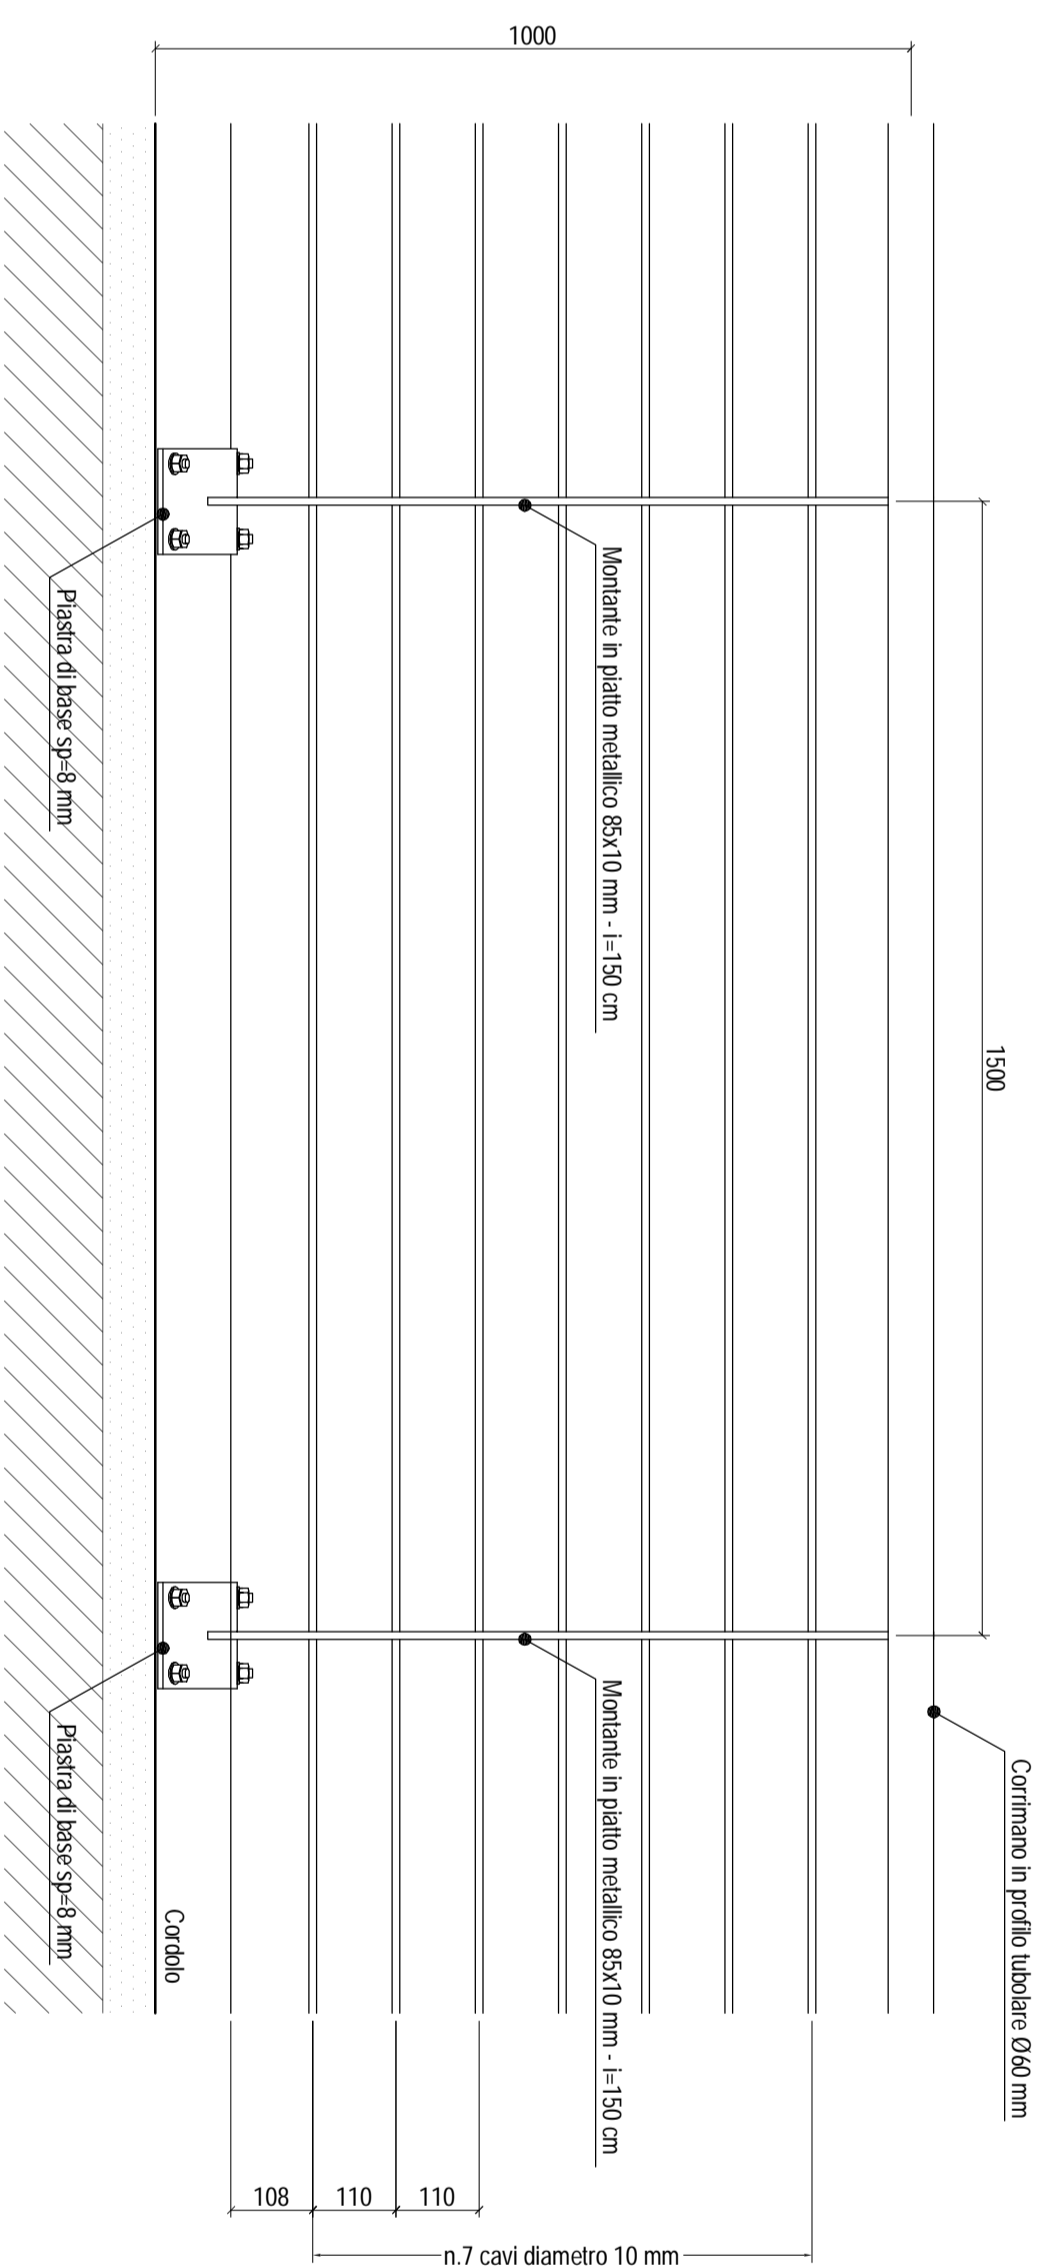 1000
1500
Corrimano in profilo tubolare Ø60 mm
Montante in piatto metallico 85x10 mm - i=150 cm
Montante in piatto metallico 85x10 mm - i=150 cm
Piastra di base sp=8 mm
Piastra di base sp=8 mm
Cordolo
108
110
110
n.7 cavi diametro 10 mm